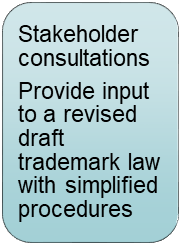 Stakeholder
consultations
Provide input
to a revised
draft
trademark law
with simplified
procedures